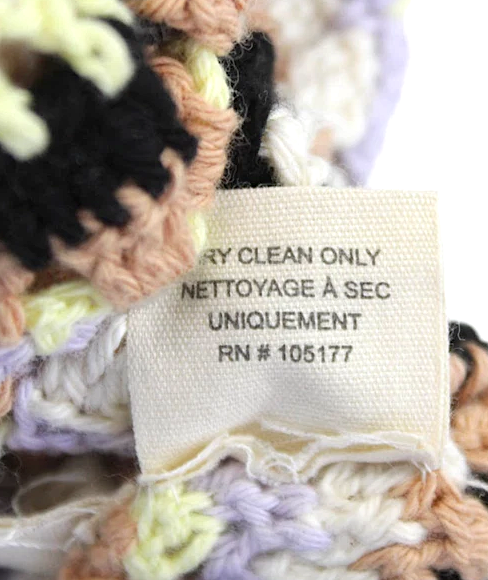 RY CLEAN ONLY
NETTOYAGE À SEC
UNIQUEMENT
RN # 105177